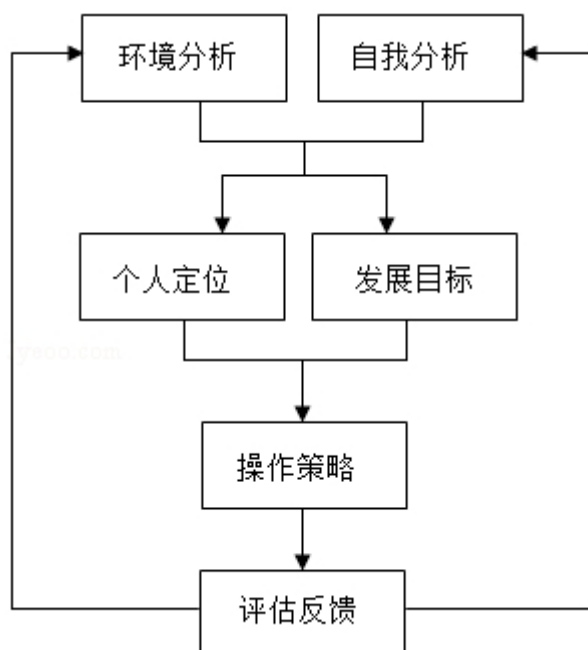 环境分析
自我分析
个人定位
发展目标
操作策略
评估反馈